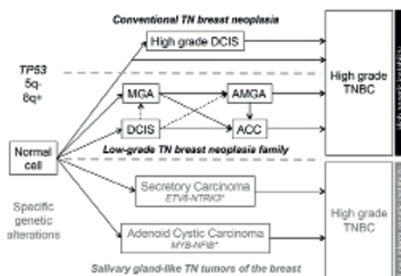 Conventional TN breast neoplasia
High grade DCIS
TP53
5q-
8q+
MGA
AMGA
High grade
TNBC
DCIS
ACC
Normal
cell
Low-grade TN breast neoplasia family
Specific
genetic
alterations
Secretory Carcinoma
ETV6-NTRK3*
High grade
TNBC
Adenoid Cystic Carcinoma
MYB-NFIB*
Salivary gland-like TN tumors of the breast